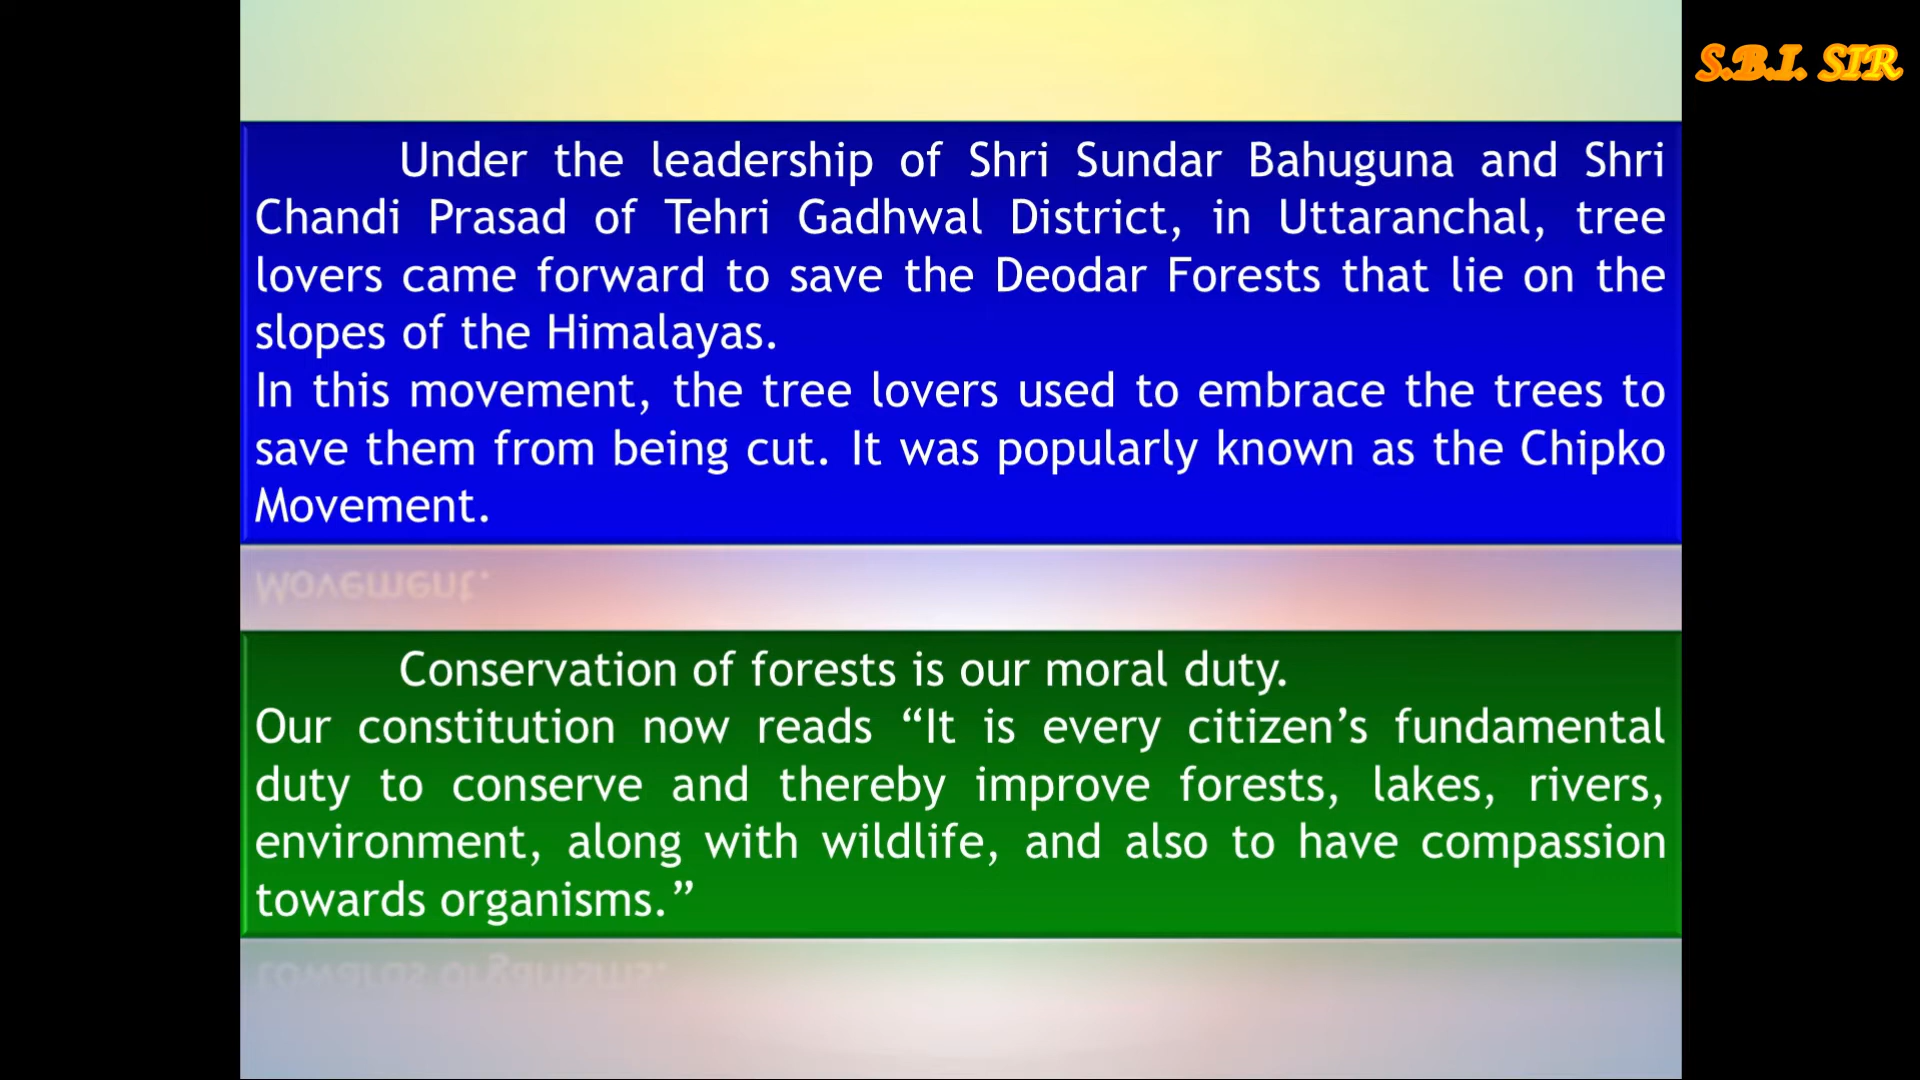 S.B.I. SIR
Under the leadership of Shri Sundar Bahuguna and Shri
Chandi Prasad of Tehri Gadhwal District, in Uttaranchal, tree
lovers came forward to save the Deodar Forests that lie on the
slopes of the Himalayas.
In this movement, the tree lovers used to embrace the trees to
save them from being cut. It was popularly known as the Chipko
Movement.
Conservation of forests is our moral duty.
Our constitution now reads “It is every citizen’s fundamental
duty to conserve and thereby improve forests, lakes, rivers,
environment, along with wildlife, and also to have compassion
towards organisms.”